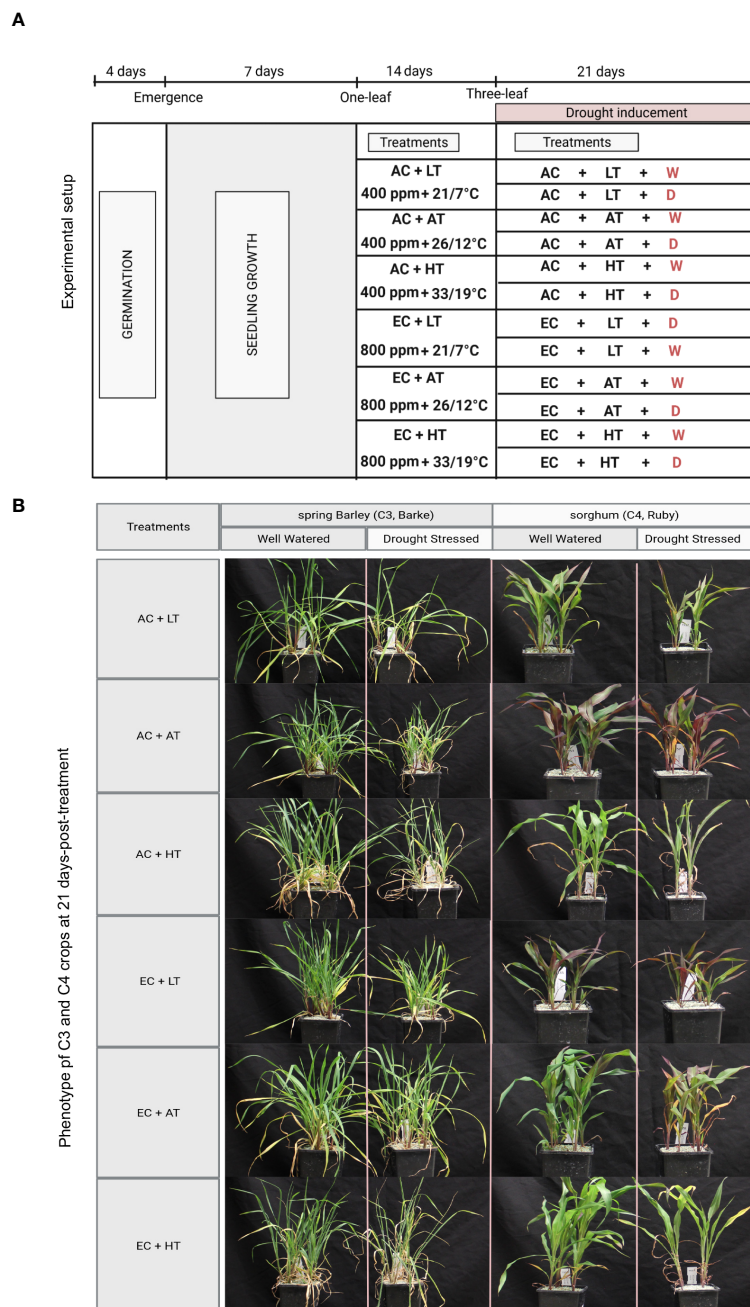 A
4 days 7 days 14 days 21 days
Emergence One-leaf Three-leaf
Drought inducement
Experimental setup
GERMINATION
SEEDLING GROWTH
Treatments Treatments
AC + LT
400 ppm + 21/7°C
AC + LT + W
AC + LT + D
AC + AT
400 ppm + 26/12°C
AC + AT + W
AC + AT + D
AC + HT
400 ppm + 33/19°C
AC + HT + W
AC + HT + D
EC + LT
800 ppm + 21/7°C
EC + LT + D
EC + LT + W
EC + AT
800 ppm + 26/12°C
EC + AT + W
EC + AT + D
EC + HT
800 ppm + 33/19°C
EC + HT + W
EC + HT + D
B
Phenotype pf C3 and C4 crops at 21 days-post-treatment
Treatments
spring Barley (C3, Barke) sorghum (C4, Ruby)
Well Watered Drought Stressed Well Watered Drought Stressed
AC + LT
AC + AT
AC + HT
EC + LT
EC + AT
EC + HT